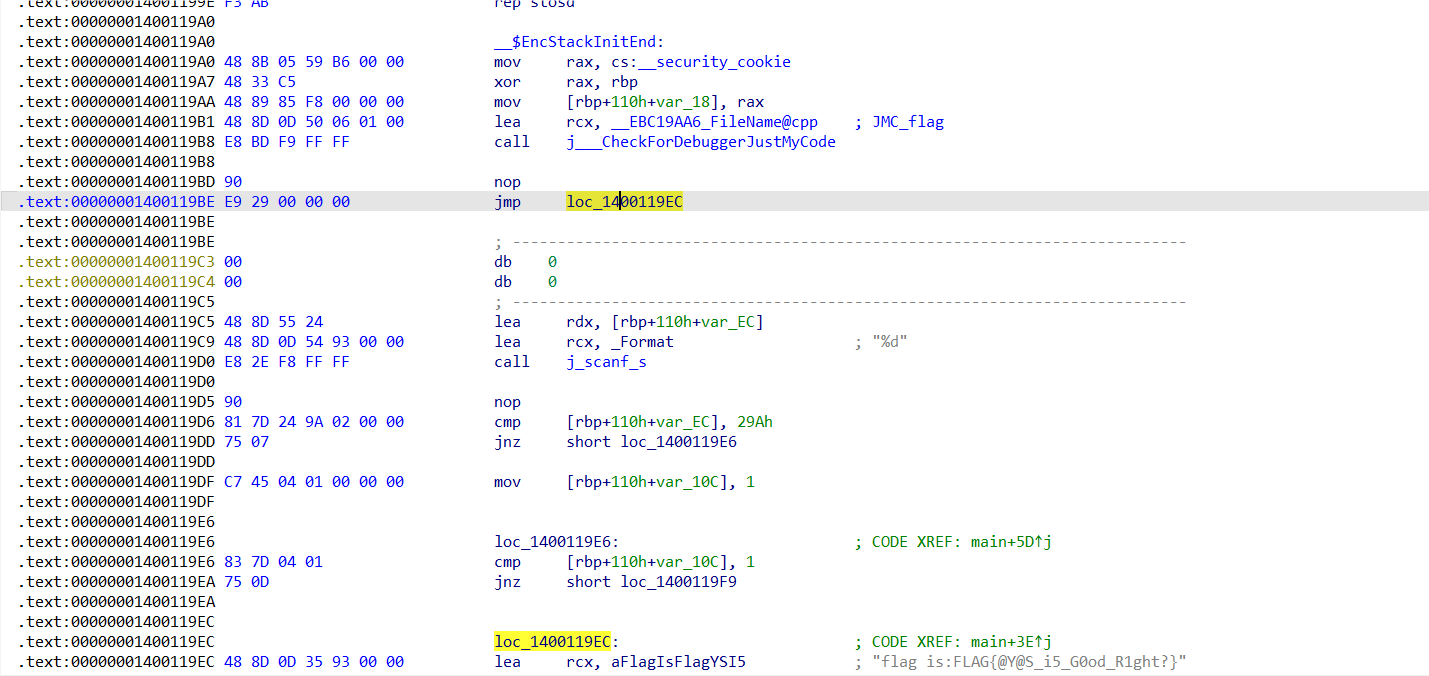 .text:000000014001199E F3 AB rep stosd
.text:00000001400119A0
.text:00000001400119A0 __$EncStackInitEnd:
.text:00000001400119A0 48 8B 05 59 B6 00 00 mov rax, cs:__security_cookie
.text:00000001400119A7 48 33 C5 xor rax, rbp
.text:00000001400119AA 48 89 85 F8 00 00 00 mov [rbp+110h+var_18], rax
.text:00000001400119B1 48 8D 0D 50 06 01 00 lea rcx, __EBC19AA6_FileName@cpp ; JMC_flag
.text:00000001400119B8 E8 BD F9 FF FF call j___CheckForDebuggerJustMyCode
.text:00000001400119B8
.text:00000001400119BD 90 nop
.text:00000001400119BE E9 29 00 00 00 jmp loc_1400119EC
.text:00000001400119BE
.text:00000001400119BE ; ---------------------------------------------------------------------------
.text:00000001400119C3 00 db 0
.text:00000001400119C4 00 db 0
.text:00000001400119C5 ; ---------------------------------------------------------------------------
.text:00000001400119C5 48 8D 55 24 lea rdx, [rbp+110h+var_EC]
.text:00000001400119C9 48 8D 0D 54 93 00 00 lea rcx, _Format ; "%d"
.text:00000001400119D0 E8 2E F8 FF FF call j_scanf_s
.text:00000001400119D0
.text:00000001400119D5 90 nop
.text:00000001400119D6 81 7D 24 9A 02 00 00 cmp [rbp+110h+var_EC], 29Ah
.text:00000001400119DD 75 07 jnz short loc_1400119E6
.text:00000001400119DD
.text:00000001400119DF C7 45 04 01 00 00 00 mov [rbp+110h+var_10C], 1
.text:00000001400119DF
.text:00000001400119E6
.text:00000001400119E6 loc_1400119E6: ; CODE XREF: main+5D↑j
.text:00000001400119E6 83 7D 04 01 cmp [rbp+110h+var_10C], 1
.text:00000001400119EA 75 0D jnz short loc_1400119F9
.text:00000001400119EA
.text:00000001400119EC
.text:00000001400119EC loc_1400119EC: ; CODE XREF: main+3E↑j
.text:00000001400119EC 48 8D 0D 35 93 00 00 lea rcx, aFlagIsFlagYSI5 ; "flag is:FLAG{@Y@S_i5_G0od_R1ght?}"